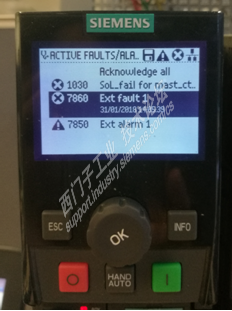 SIEMENS
ACTIVE FAULTS/ALA..
Acknowledge all
1030 SoL_fail for mast_ct..
7860 Ext fault 1
7850 Ext alarm 1
西门子工业
support.industry.siemens.com/cs
ESC
OK
INFO
HAND
AUTO